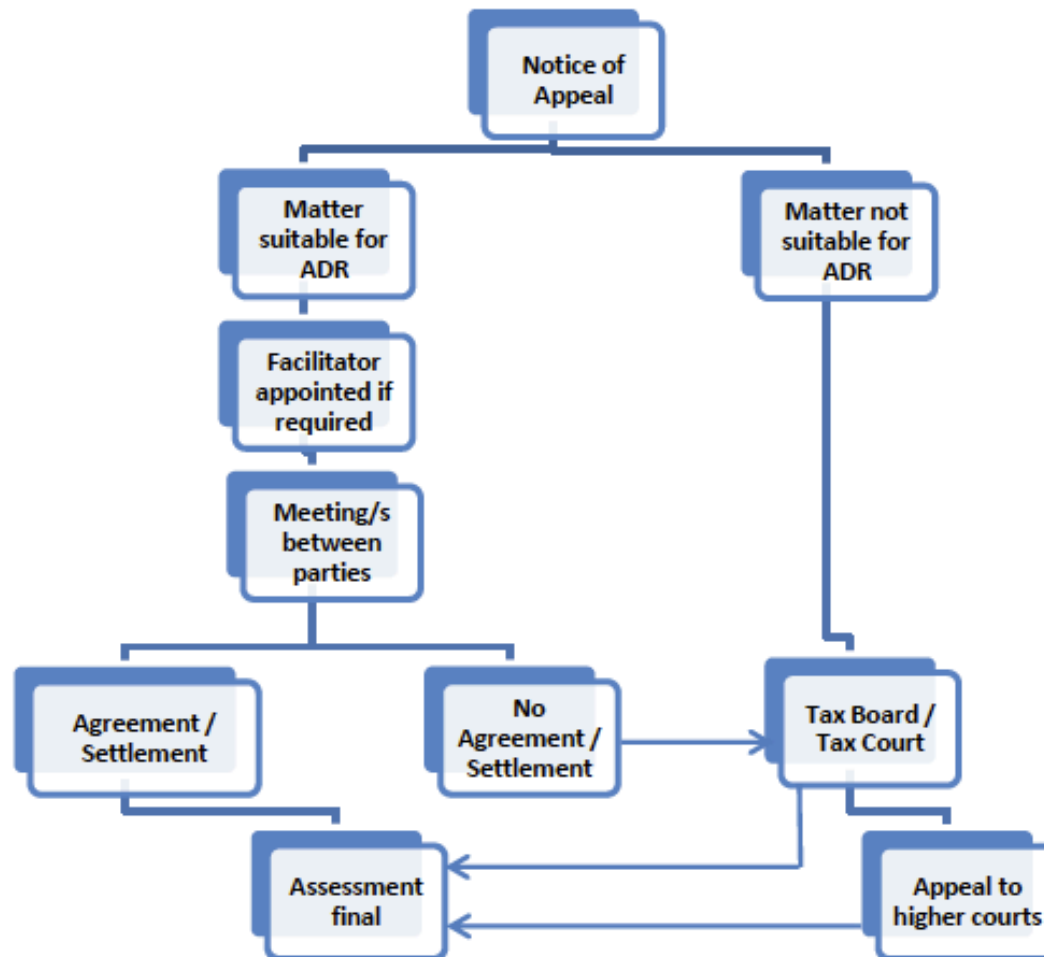 Notice of
Appeal
Matter
suitable for
ADR
Matter not
suitable for
ADR
Facilitator
appointed if
required
Meeting/s
between
parties
Agreement /
Settlement
No
Agreement /
Settlement
Tax Board /
Tax Court
Assessment
final
Appeal to
higher courts